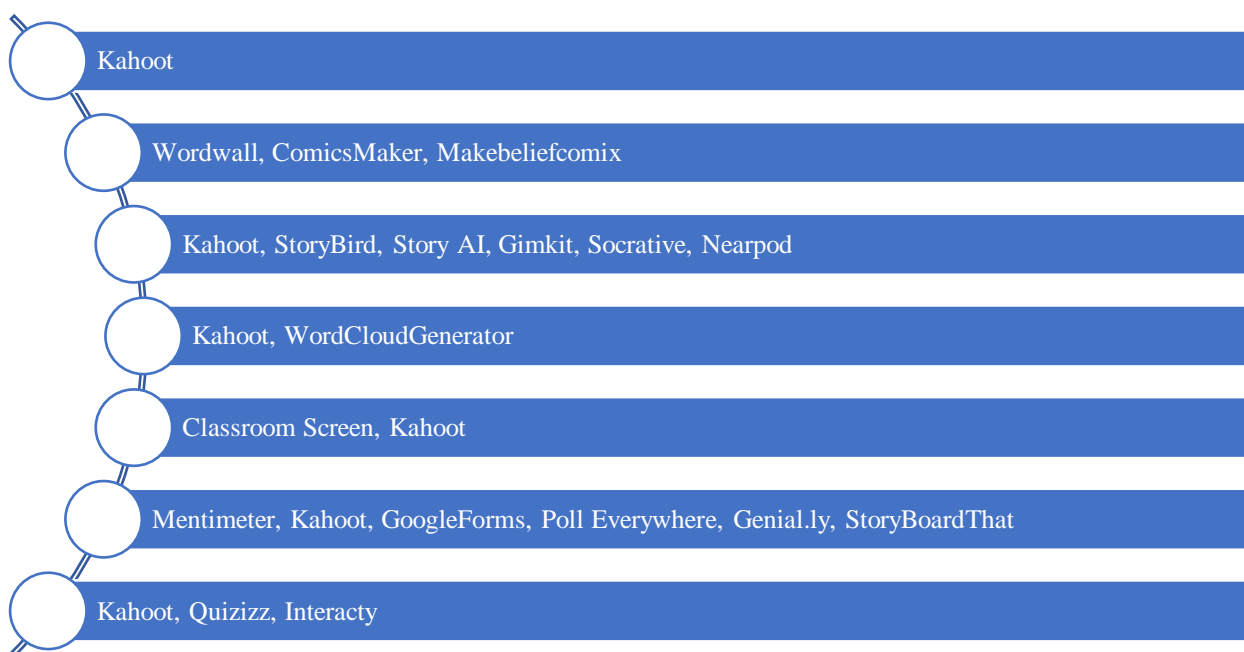 Kahoot
Wordwall, ComicsMaker, Makebeliefcomix
Kahoot, StoryBird, Story AI, Gimkit, Socrative, Nearpod
Kahoot, WordCloudGenerator
Classroom Screen, Kahoot
Mentimeter, Kahoot, GoogleForms, Poll Everywhere, Genial.ly, StoryBoardThat
Kahoot, Quizizz, Interacty